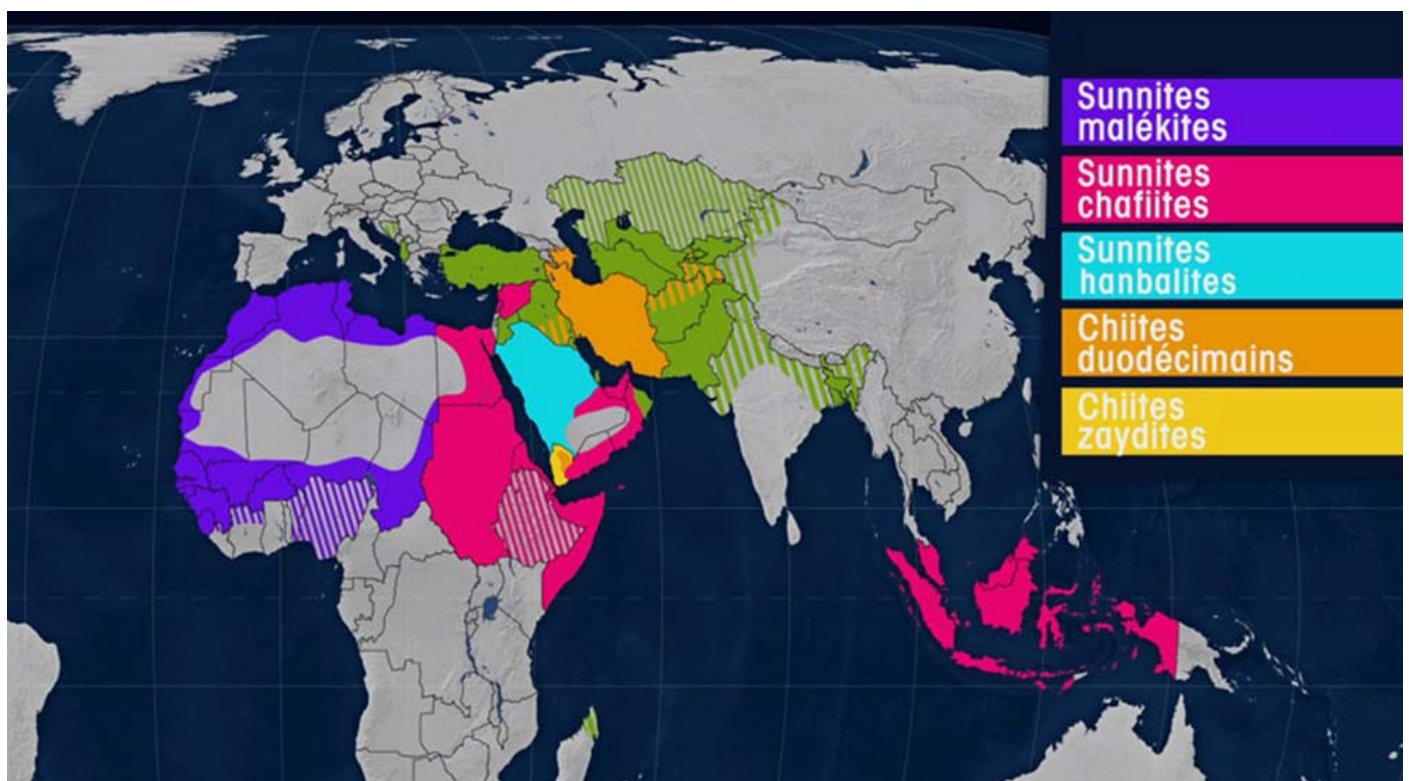 Sunnites
malékites
Sunnites
chafiites
Sunnites
hanbalites
Chiites
duodécimains
Chiites
zaydites